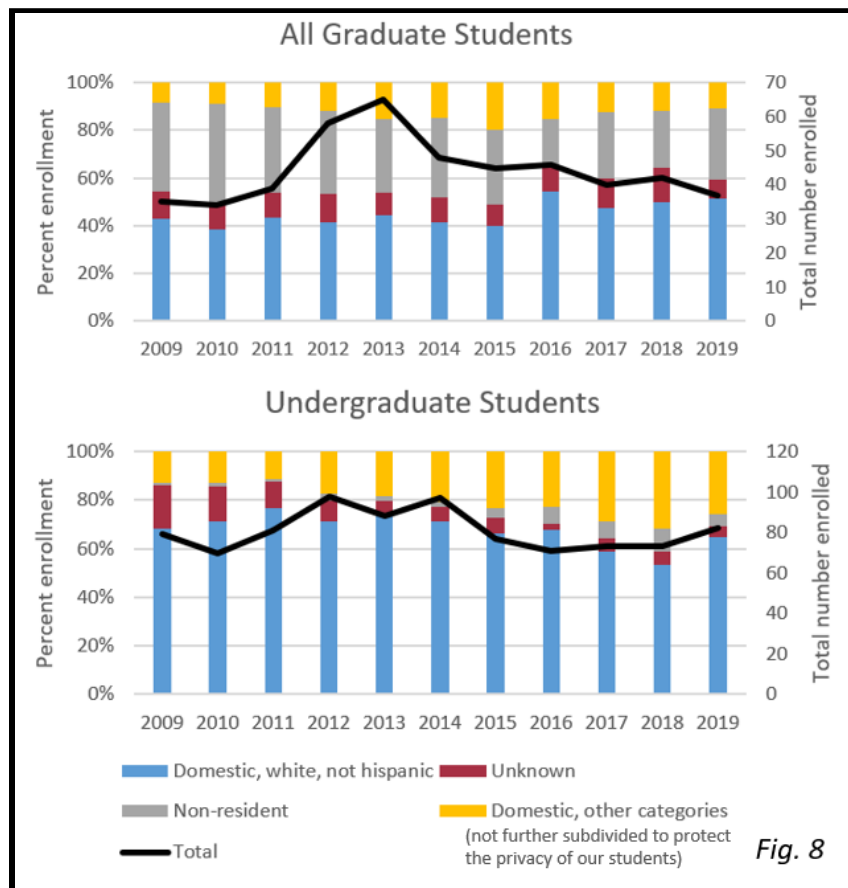 All Graduate Students
100%
80%
60%
40%
20%
0%
Percent enrollment
70
60
50
40
30
20
10
0
Total number enrolled
2009 2010 2011 2012 2013 2014 2015 2016 2017 2018 2019
Undergraduate Students
100%
80%
60%
40%
20%
0%
Percent enrollment
120
100
80
60
40
20
0
Total number enrolled
2009 2010 2011 2012 2013 2014 2015 2016 2017 2018 2019
Domestic, white, not hispanic
Unknown
Non-resident
Domestic, other categories
(not further subdivided to protect
the privacy of our students)
Total
Fig. 8